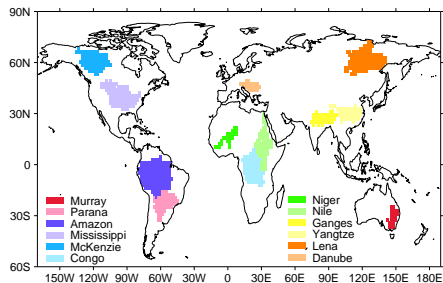 90N
60N
30N
0
30S
60S
Murray
Parana
Amazon
Mississippi
McKenzie
Congo
Niger
Nile
Ganges
Yangtze
Lena
Danube
150W 120W 90W 60W 30W 0 30E 60E 90E 120E 150E 180E